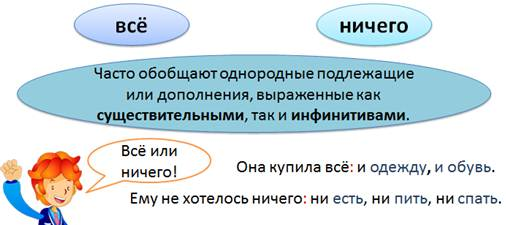 всё
ничего
Часто обобщают однородные подлежащие
или дополнения, выраженные как
существительными, так и инфинитивами.
Всё или
ничего!
Она купила всё: и одежду, и обувь.
Ему не хотелось ничего: ни есть, ни пить, ни спать.